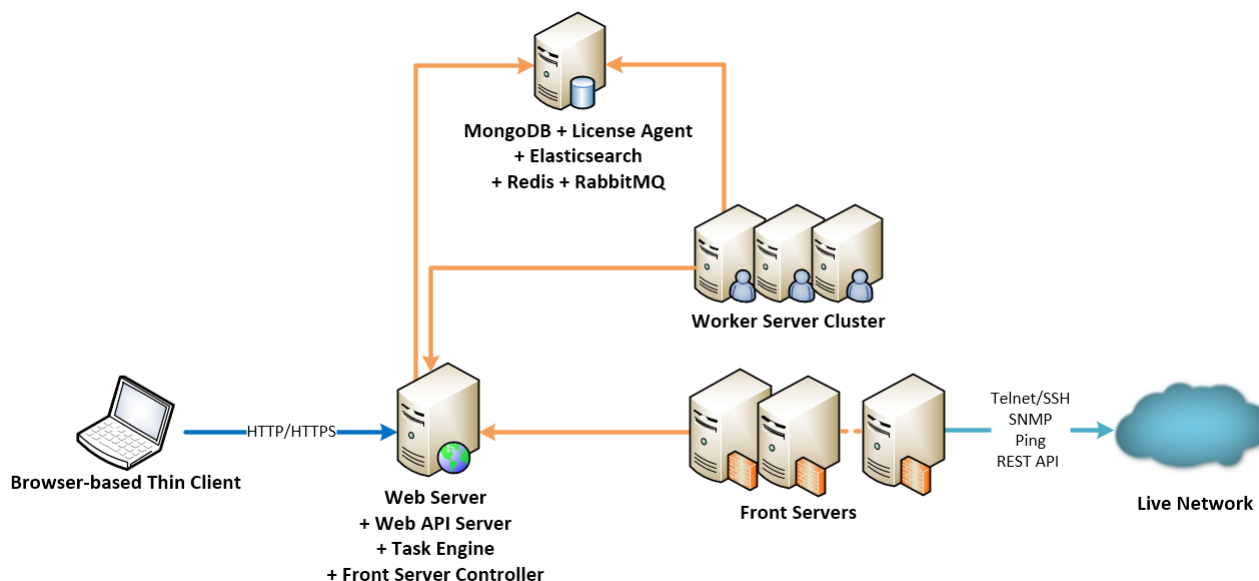 MongoDB + License Agent
+ Elasticsearch
+ Redis + RabbitMQ
Worker Server Cluster
HTTP/HTTPS
Browser-based Thin Client
Web Server
+ Web API Server
+ Task Engine
+ Front Server Controller
Front Servers
Telnet/SSH
SNMP
Ping
REST API
Live Network